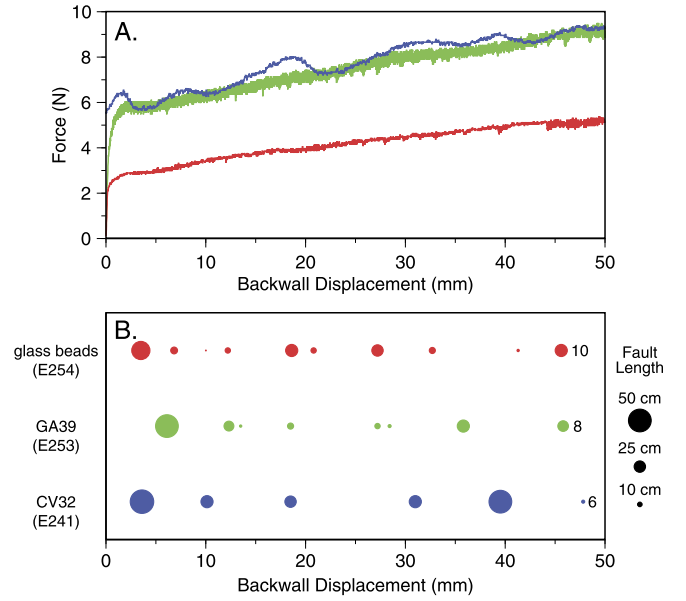 A.
10
8
6
4
2
0
Force (N)
0 10 20 30 40 50
Backwall Displacement (mm)
B.
glass beads
(E254)
10
GA39
(E253)
8
CV32
(E241)
6
Fault
Length
50 cm
25 cm
10 cm
0 10 20 30 40 50
Backwall Displacement (mm)